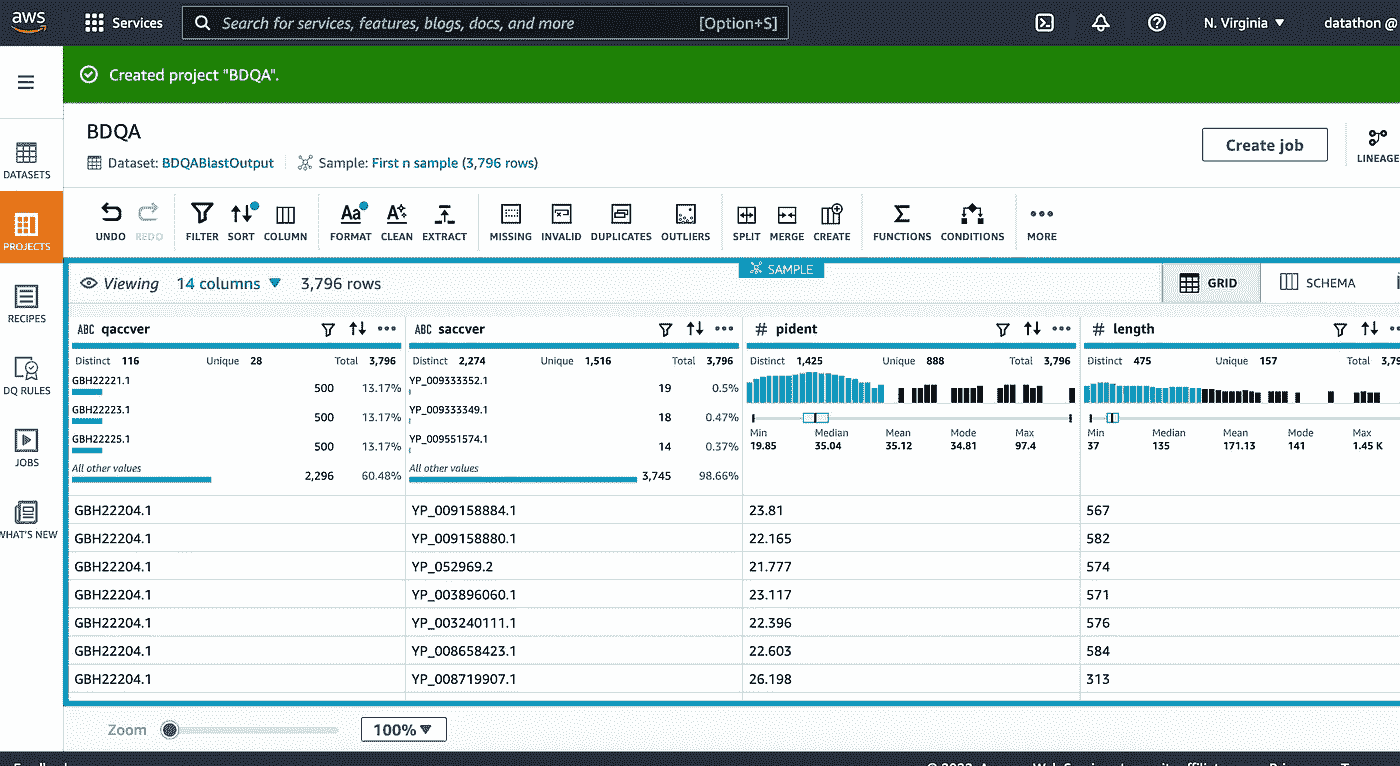 aws Services Search for services, features, blogs, docs, and more [Option+S] N. Virginia ▼ datathon @
Created project "BDQA".
BDQA
Dataset: BDQABlastOutput Sample: First n sample (3,796 rows)
Create job
LINEAGE
DATASETS
PROJECTS
RECIPES
DQ RULES
JOBS
WHAT'S NEW
UNDO REDO FILTER SORT COLUMN FORMAT CLEAN EXTRACT MISSING INVALID DUPLICATES OUTLIERS SPLIT MERGE CREATE FUNCTIONS CONDITIONS MORE
SAMPLE
Viewing 14 columns ▼ 3,796 rows
GRID SCHEMA
ABC qaccver ABC saccver # pident # length
Distinct 116 Unique 28 Total 3,796 Distinct 2,274 Unique 1,516 Total 3,796 Distinct 1,425 Unique 888 Total 3,796 Distinct 475 Unique 157 Total
GBH22221.1 500 13.17% YP_009333352.1 19 0.5%
GBH22223.1 500 13.17% YP_009333349.1 18 0.47%
GBH22225.1 500 13.17% YP_009551574.1 14 0.37%
All other values 2,296 60.48% All other values 3,745 98.66%
Min Median Mean Mode Max Min Median Mean Mode Max
19.85 35.04 35.12 34.81 97.4 37 135 171.13 141 1.45 K
GBH22204.1 YP_009158884.1 23.81 567
GBH22204.1 YP_009158880.1 22.165 582
GBH22204.1 YP_052969.2 21.777 574
GBH22204.1 YP_003896060.1 23.117 571
GBH22204.1 YP_003240111.1 22.396 576
GBH22204.1 YP_008658423.1 22.603 584
GBH22204.1 YP_008719907.1 26.198 313
Zoom 100% ▼